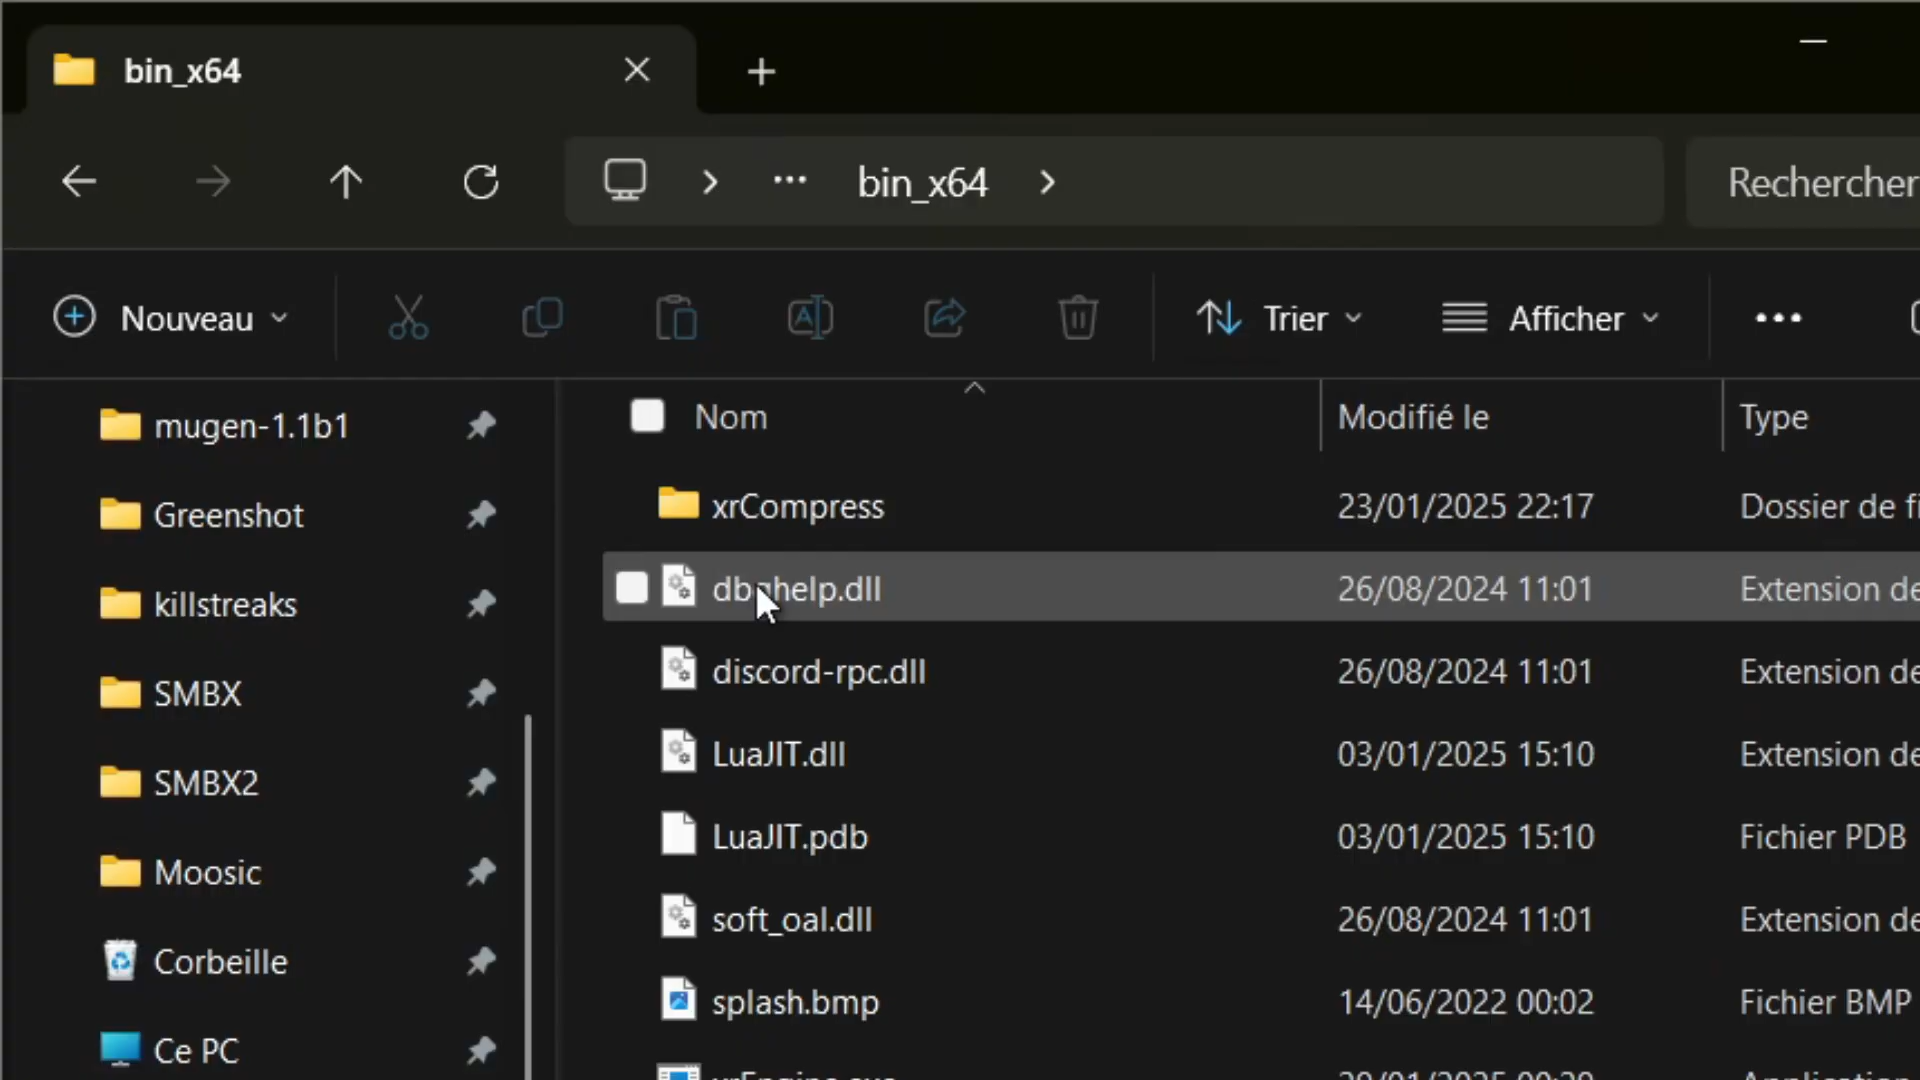 bin_x64
bin_x64
Rechercher
Nouveau
Trier
Afficher
Nom
Modifié le
Type
mugen-1.1b1
Greenshot
killstreaks
SMBX
SMBX2
Moosic
Corbeille
Ce PC
xrCompress 23/01/2025 22:17 Dossier de fi
dbghelp.dll 26/08/2024 11:01 Extension de
discord-rpc.dll 26/08/2024 11:01 Extension de
LuaJIT.dll 03/01/2025 15:10 Extension de
LuaJIT.pdb 03/01/2025 15:10 Fichier PDB
soft_oal.dll 26/08/2024 11:01 Extension de
splash.bmp 14/06/2022 00:02 Fichier BMP